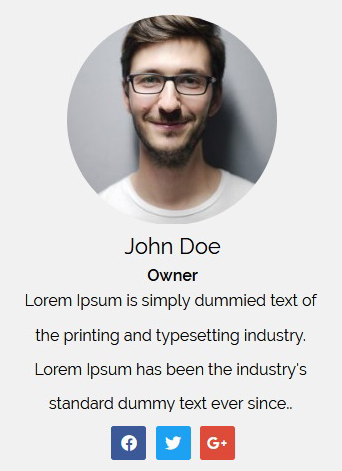 John Doe
Owner
Lorem Ipsum is simply dummied text of
the printing and typesetting industry.
Lorem Ipsum has been the industry's
standard dummy text ever since..
G+